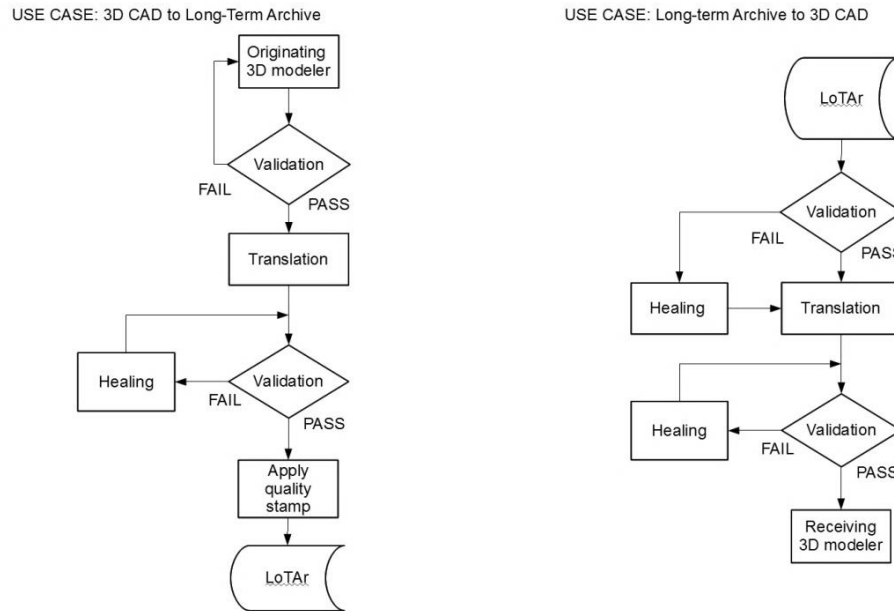 USE CASE: 3D CAD to Long-Term Archive
Originating
3D modeler
Validation
FAIL
PASS
Translation
Healing
FAIL
Validation
PASS
Apply
quality
stamp
LoTAr
USE CASE: Long-term Archive to 3D CAD
LoTAr
Validation
FAIL
PASS
Healing
Translation
Healing
FAIL
Validation
PASS
Receiving
3D modeler